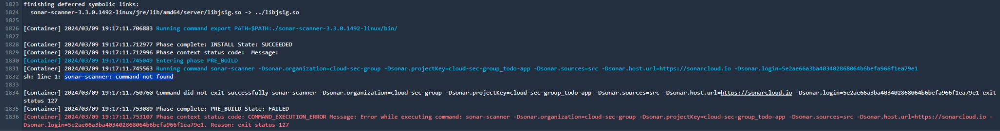 1823 finishing deferred symbolic links:
1824   sonar-scanner-3.3.0.1492-linux/jre/lib/amd64/server/libjsig.so -> ../libjsig.so
1825
1826 [Container] 2024/03/09 19:17:11.706883 Running command export PATH=$PATH:./sonar-scanner-3.3.0.1492-linux/bin/
1827
1828 [Container] 2024/03/09 19:17:11.712977 Phase complete: INSTALL State: SUCCEEDED
1829 [Container] 2024/03/09 19:17:11.712996 Phase context status code:  Message:
1830 [Container] 2024/03/09 19:17:11.745049 Entering phase PRE_BUILD
1831 [Container] 2024/03/09 19:17:11.745563 Running command sonar-scanner -Dsonar.organization=cloud-sec-group -Dsonar.projectKey=cloud-sec-group_todo-app -Dsonar.sources=src -Dsonar.host.url=https://sonarcloud.io -Dsonar.login=5e2ae66a3ba403402868064b6befa966f1ea79e1
1832 sh: line 1: sonar-scanner: command not found
1833
1834 [Container] 2024/03/09 19:17:11.750760 Command did not exit successfully sonar-scanner -Dsonar.organization=cloud-sec-group -Dsonar.projectKey=cloud-sec-group_todo-app -Dsonar.sources=src -Dsonar.host.url=https://sonarcloud.io -Dsonar.login=5e2ae66a3ba403402868064b6befa966f1ea79e1 exit
status 127
1835 [Container] 2024/03/09 19:17:11.753089 Phase complete: PRE_BUILD State: FAILED
1836 [Container] 2024/03/09 19:17:11.753107 Phase context status code: COMMAND_EXECUTION_ERROR Message: Error while executing command: sonar-scanner -Dsonar.organization=cloud-sec-group -Dsonar.projectKey=cloud-sec-group_todo-app -Dsonar.sources=src -Dsonar.host.url=https://sonarcloud.io -
Dsonar.login=5e2ae66a3ba403402868064b6befa966f1ea79e1. Reason: exit status 127